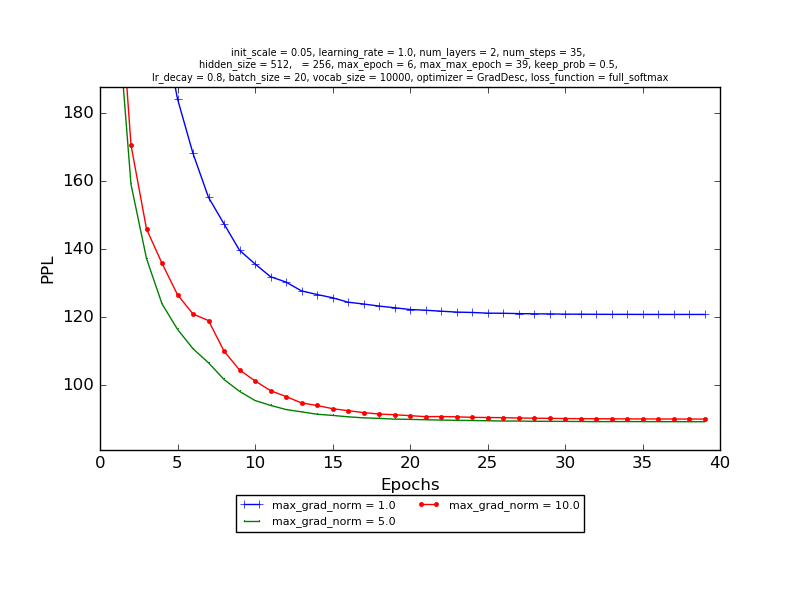 init_scale = 0.05, learning_rate = 1.0, num_layers = 2, num_steps = 35,
hidden_size = 512,   = 256, max_epoch = 6, max_max_epoch = 39, keep_prob = 0.5,
lr_decay = 0.8, batch_size = 20, vocab_size = 10000, optimizer = GradDesc, loss_function = full_softmax
180
160
140
120
100
PPL
0 5 10 15 20 25 30 35 40
Epochs
max_grad_norm = 1.0 max_grad_norm = 10.0
max_grad_norm = 5.0